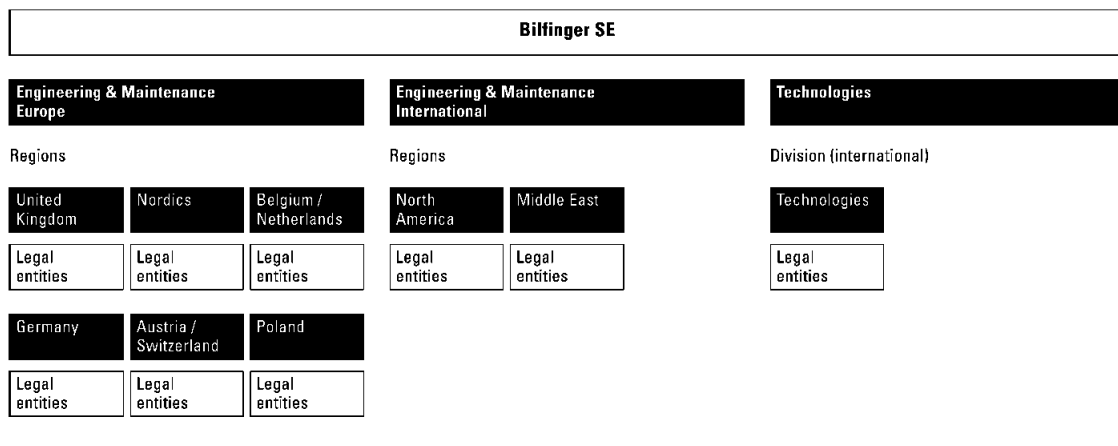 Bilfinger SE
Engineering & Maintenance
Europe
Engineering & Maintenance
International
Technologies
Regions
Regions
Division (international)
United
Kingdom
Nordics
Belgium /
Netherlands
North
America
Middle East
Technologies
Legal
entities
Legal
entities
Legal
entities
Legal
entities
Legal
entities
Legal
entities
Germany
Austria /
Switzerland
Poland
Legal
entities
Legal
entities
Legal
entities